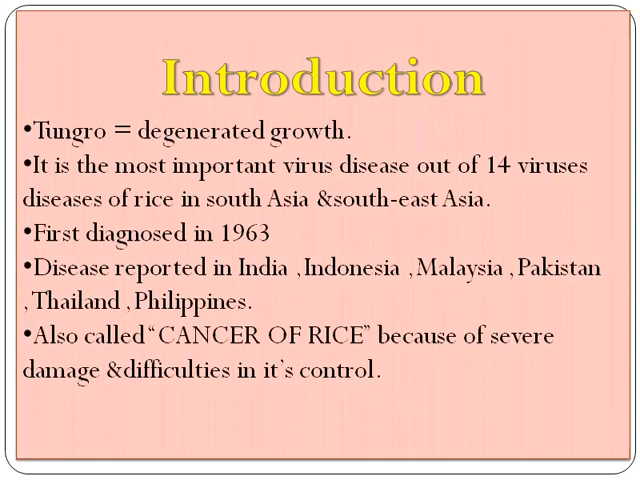 Introduction
•Tungro = degenerated growth.
•It is the most important virus disease out of 14 viruses
diseases of rice in south Asia &south-east Asia.
•First diagnosed in 1963
•Disease reported in India , Indonesia , Malaysia , Pakistan
, Thailand , Philippines.
•Also called “CANCER OF RICE” because of severe
damage &difficulties in it’s control.